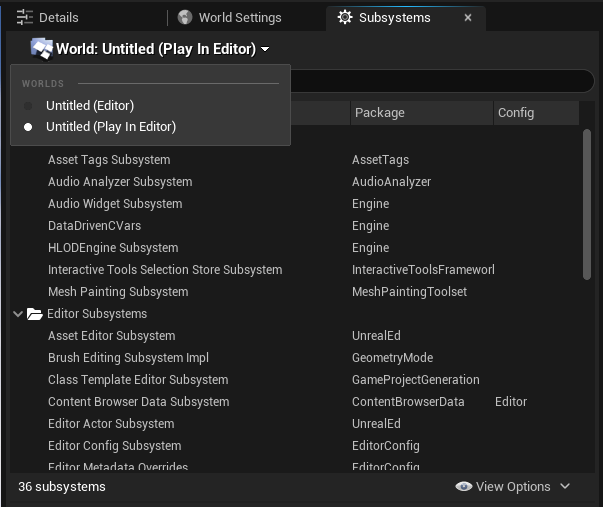 Details World Settings Subsystems ×
World: Untitled (Play In Editor)
WORLDS
Untitled (Editor)
Untitled (Play In Editor)
Package Config
Asset Tags Subsystem AssetTags
Audio Analyzer Subsystem AudioAnalyzer
Audio Widget Subsystem Engine
DataDrivenCVars Engine
HLODEngine Subsystem Engine
Interactive Tools Selection Store Subsystem InteractiveToolsFramework
Mesh Painting Subsystem MeshPaintingToolset
Editor Subsystems
Asset Editor Subsystem UnrealEd
Brush Editing Subsystem Impl GeometryMode
Class Template Editor Subsystem GameProjectGeneration
Content Browser Data Subsystem ContentBrowserData Editor
Editor Actor Subsystem UnrealEd
Editor Config Subsystem EditorConfig
Editor Metadata Overrides EditorConfig
36 subsystems View Options